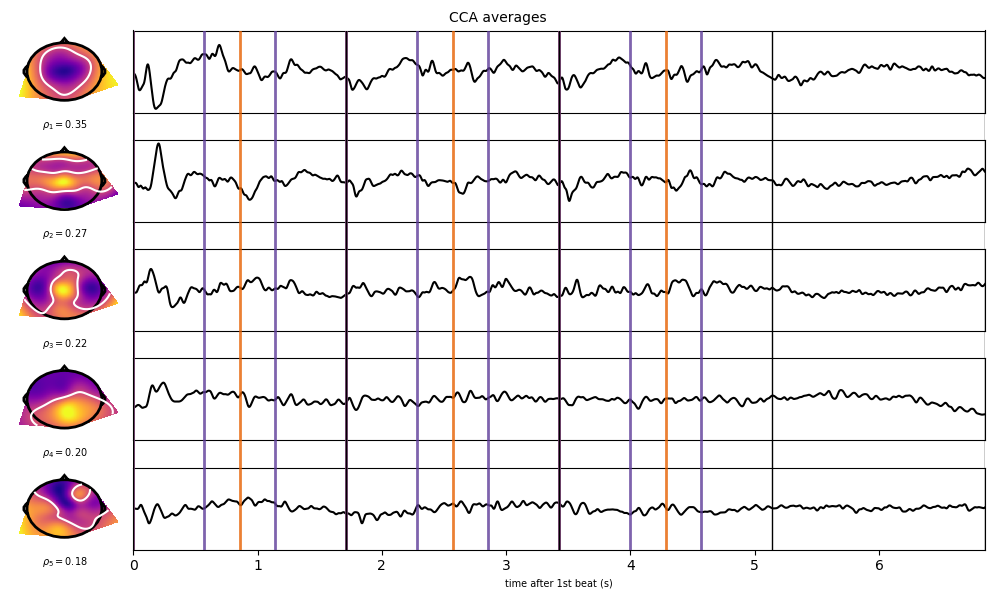 CCA averages
ρ₁ = 0.35
ρ₂ = 0.27
ρ₃ = 0.22
ρ₄ = 0.20
ρ₅ = 0.18
0 1 2 3 4 5 6
time after 1st beat (s)